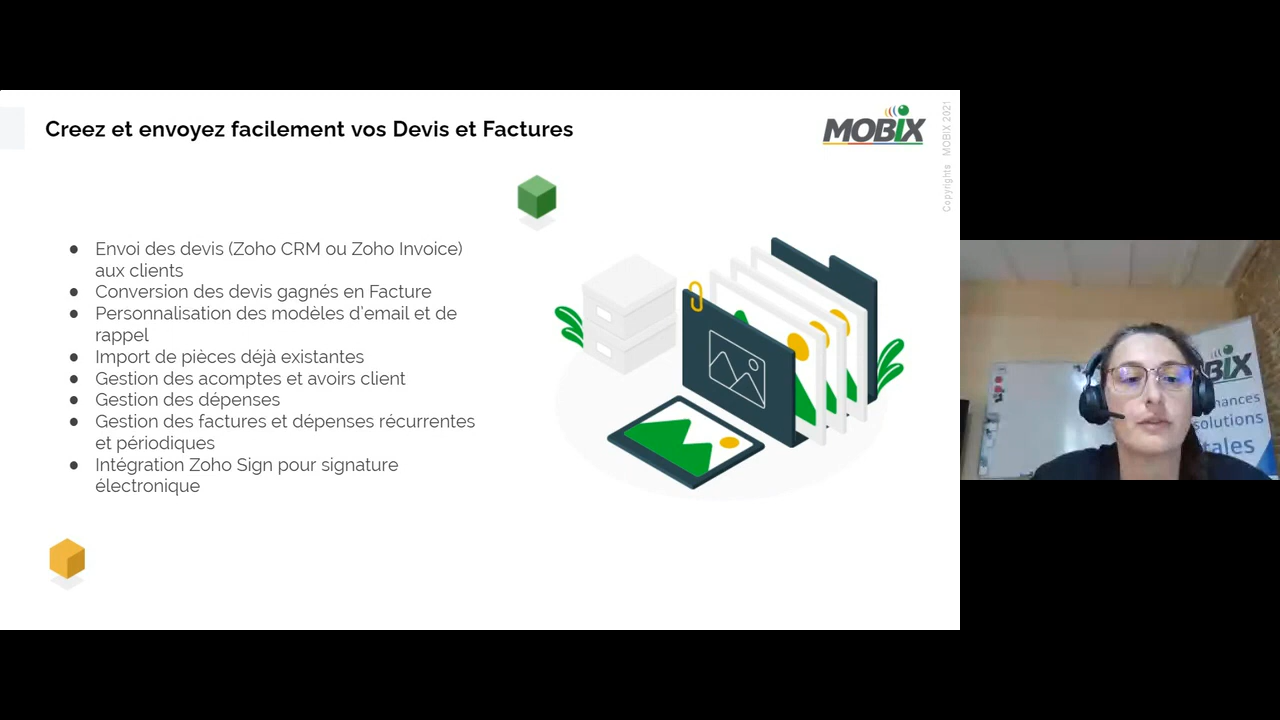 Creez et envoyez facilement vos Devis et Factures
MOBiX
Copyrights MOBIX 2021
● Envoi des devis (Zoho CRM ou Zoho Invoice)
aux clients
● Conversion des devis gagnés en Facture
● Personnalisation des modèles d'email et de
rappel
● Import de pièces déjà existantes
● Gestion des acomptes et avoirs client
● Gestion des dépenses
● Gestion des factures et dépenses récurrentes
et périodiques
● Intégration Zoho Sign pour signature
électronique
solutions